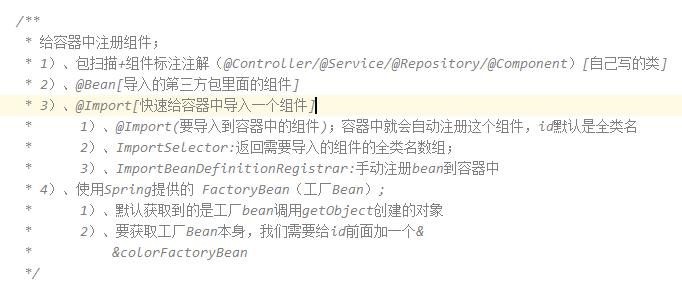 /**
* 给容器中注册组件;
* 1)、包扫描+组件标注注解（@Controller/@Service/@Repository/@Component）[自己写的类]
* 2)、@Bean[导入的第三方包里面的组件]
* 3)、@Import[快速给容器中导入一个组件]
* 1)、@Import(要导入到容器中的组件)；容器中就会自动注册这个组件，id默认是全类名
* 2)、ImportSelector:返回需要导入的组件的全类名数组；
* 3)、ImportBeanDefinitionRegistrar:手动注册bean到容器中
* 4)、使用Spring提供的 FactoryBean（工厂Bean）;
* 1)、默认获取到的是工厂bean调用getObject创建的对象
* 2)、要获取工厂Bean本身，我们需要给id前面加一个&
* &colorFactoryBean
*/